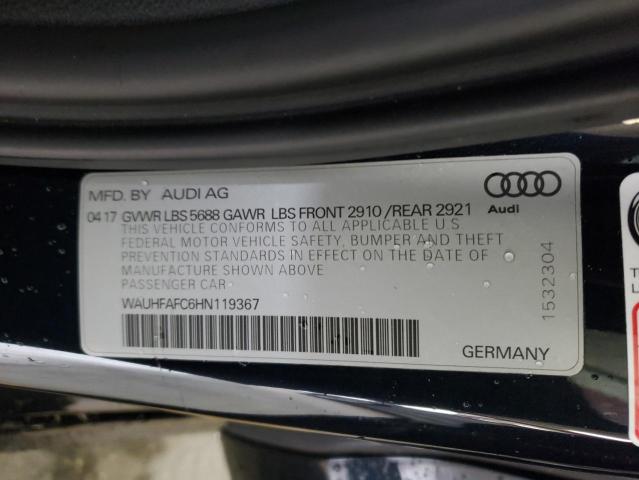 MFD. BY AUDI AG
04 17 GVWR LBS 5688 GAWR LBS FRONT 2910 /REAR 2921
Audi
THIS VEHICLE CONFORMS TO ALL APPLICABLE U S
FEDERAL MOTOR VEHICLE SAFETY, BUMPER AND THEFT
PREVENTION STANDARDS IN EFFECT ON THE DATE OF
MANUFACTURE SHOWN ABOVE
PASSENGER CAR
WAUHFAFC6HN119367
GERMANY
1532304